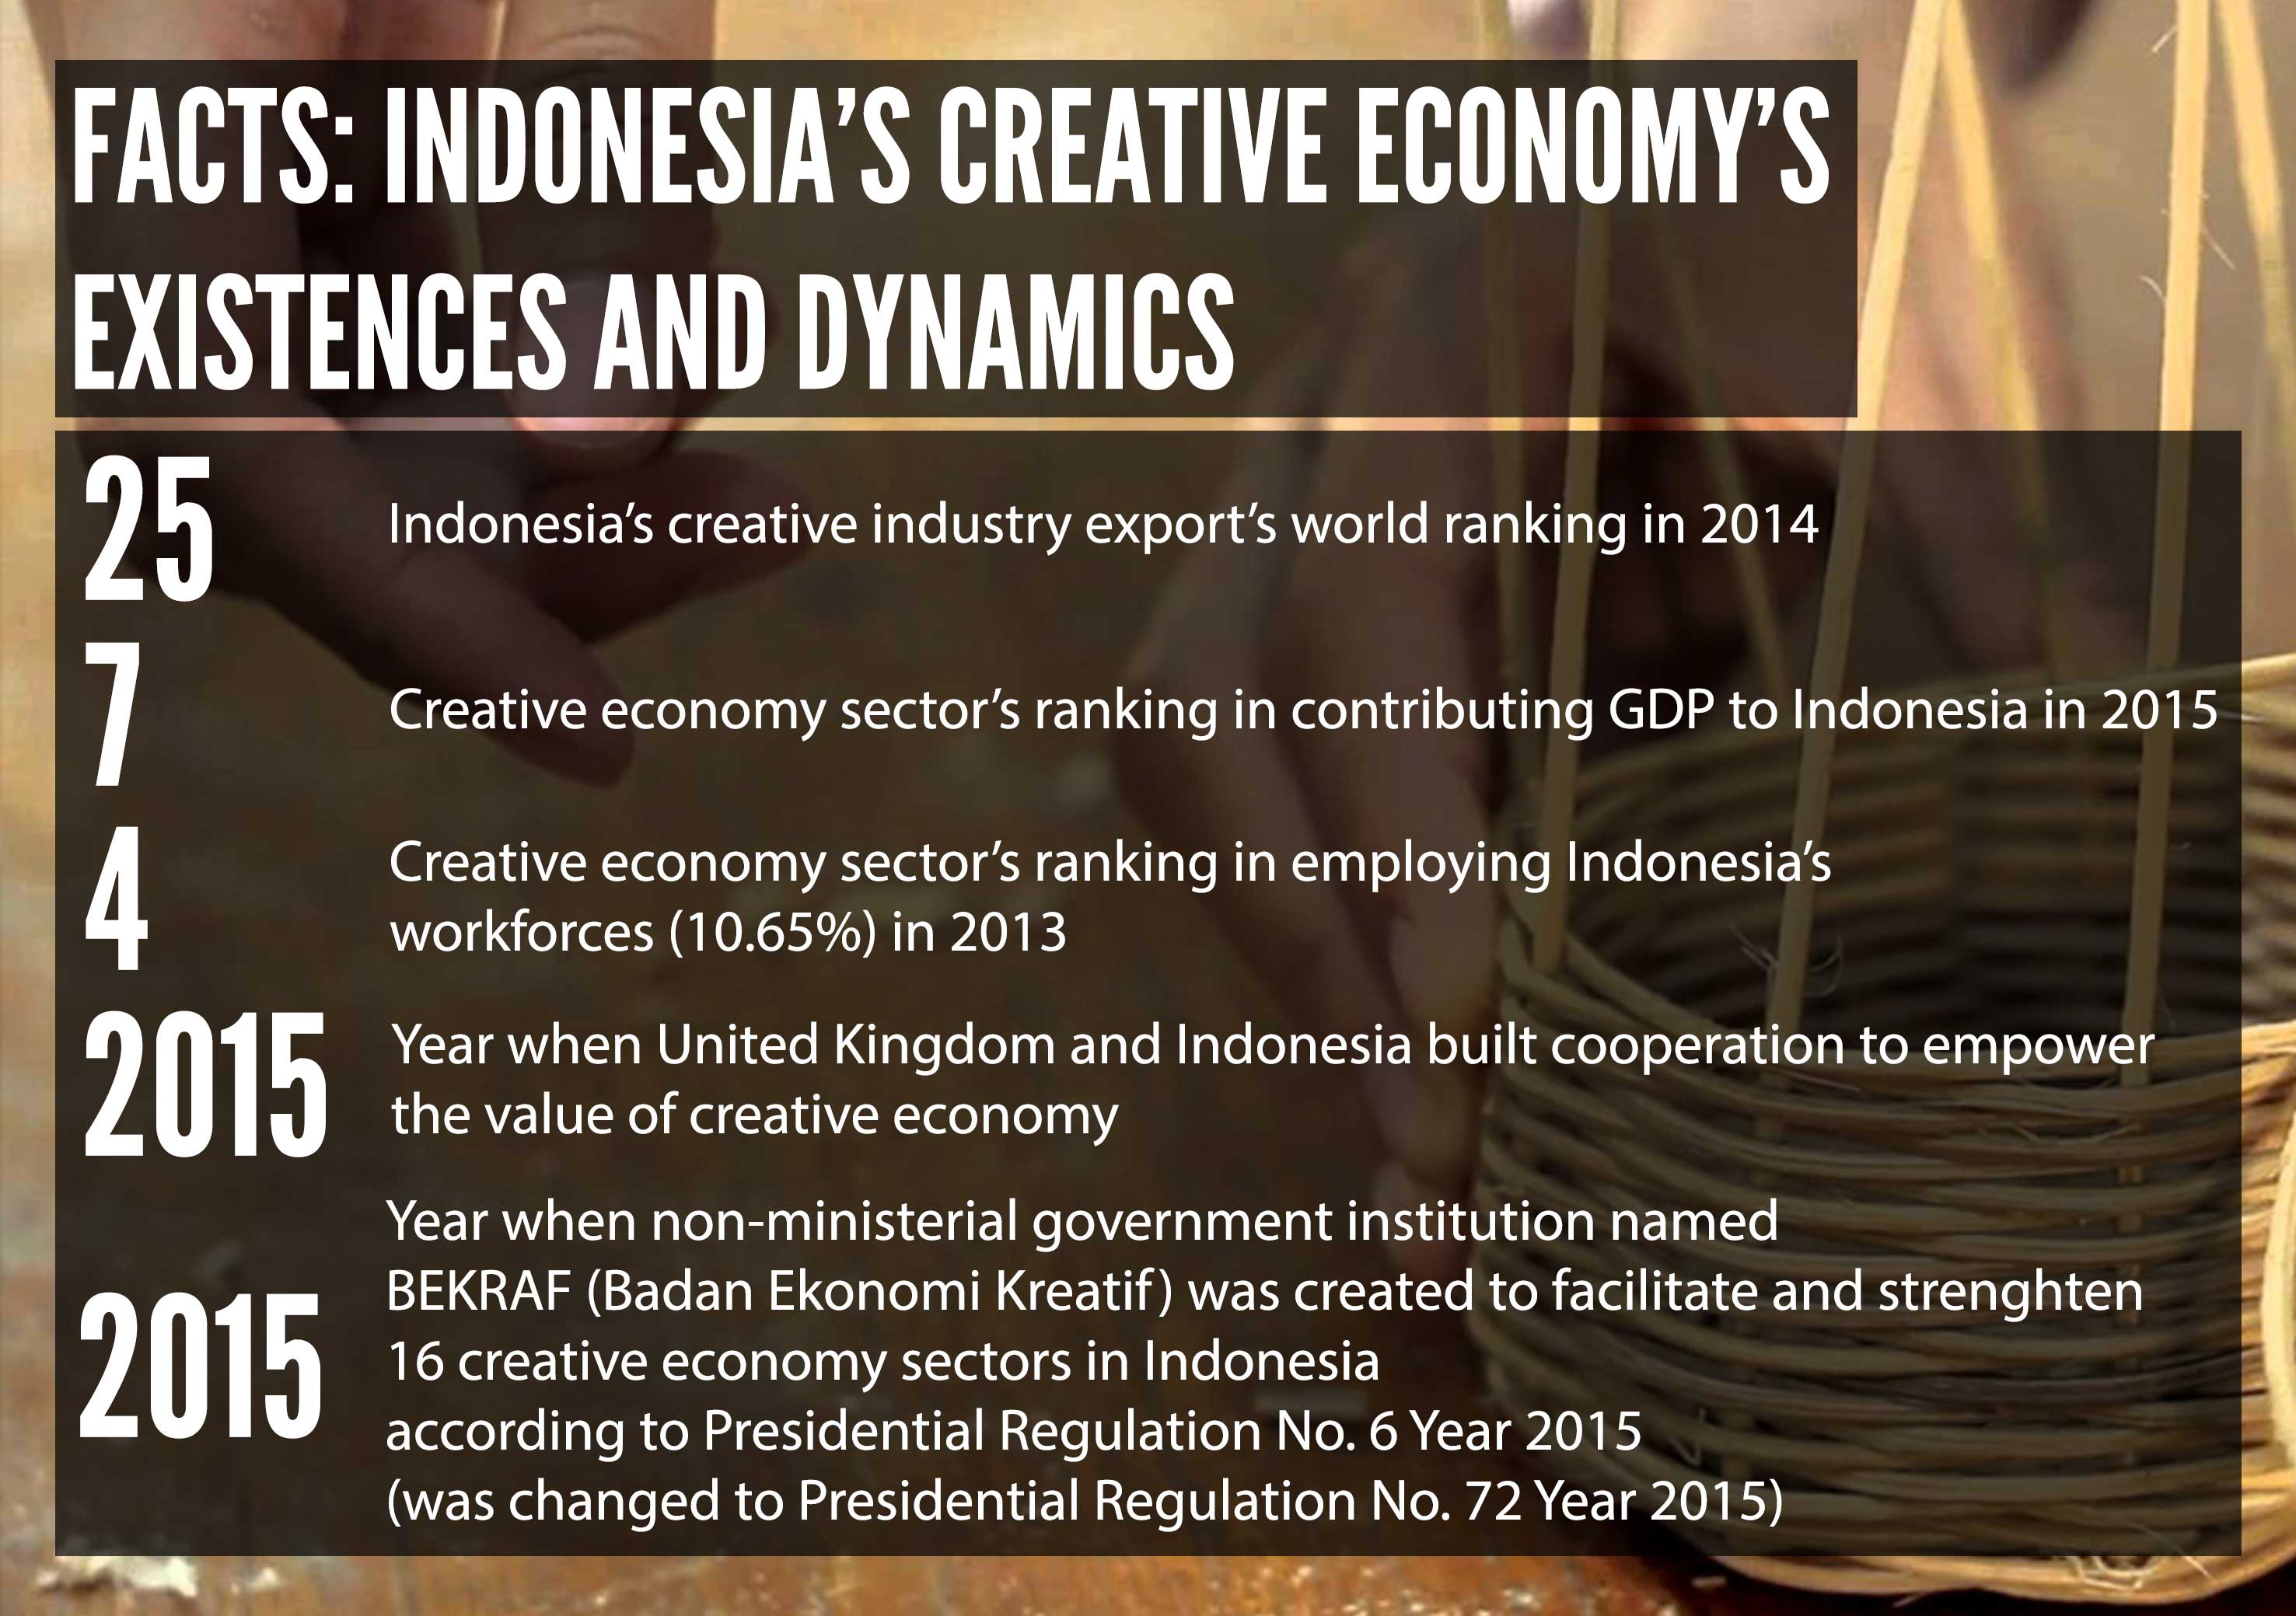 FACTS: INDONESIA’S CREATIVE ECONOMY’S
EXISTENCES AND DYNAMICS
25
Indonesia’s creative industry export’s world ranking in 2014
7
Creative economy sector’s ranking in contributing GDP to Indonesia in 2015
4
Creative economy sector’s ranking in employing Indonesia’s
workforces (10.65%) in 2013
2015
Year when United Kingdom and Indonesia built cooperation to empower
the value of creative economy
2015
Year when non-ministerial government institution named
BEKRAF (Badan Ekonomi Kreatif) was created to facilitate and strenghten
16 creative economy sectors in Indonesia
according to Presidential Regulation No. 6 Year 2015
(was changed to Presidential Regulation No. 72 Year 2015)